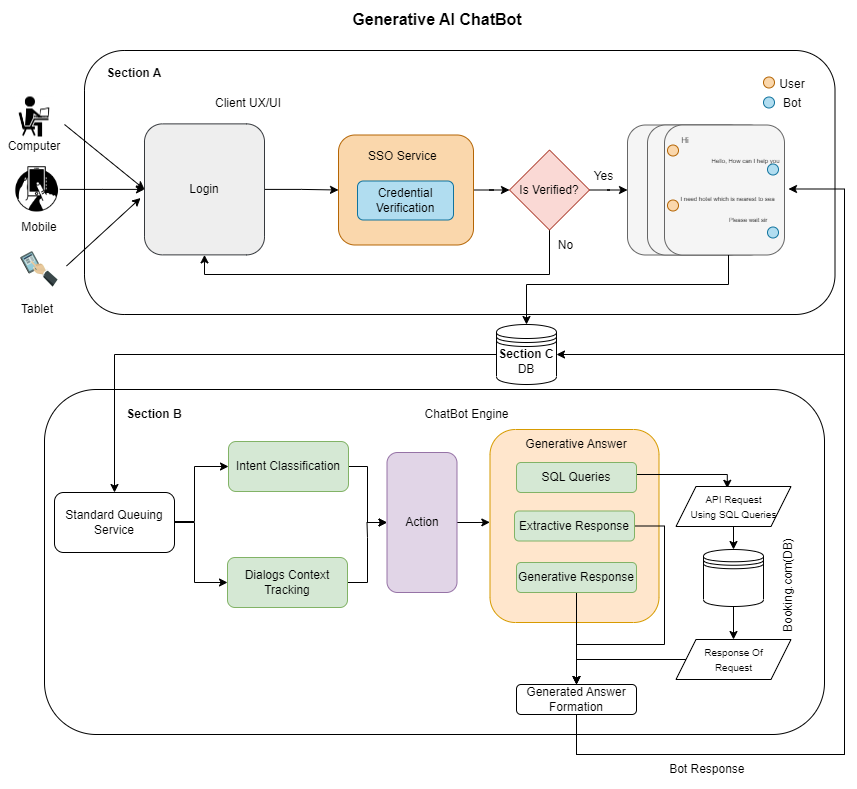 Generative AI ChatBot
Section A
User
Bot
Client UX/UI
Computer
Mobile
Tablet
Login
SSO Service
Credential
Verification
Is Verified?
Yes
No
Hi
Hello, How can I help you
I need hotel which is nearest to sea
Please wait sir
Section C
DB
Section B
ChatBot Engine
Standard Queuing
Service
Intent Classification
Dialogs Context
Tracking
Action
Generative Answer
SQL Queries
Extractive Response
Generative Response
API Request
Using SQL Queries
Booking.com(DB)
Response Of
Request
Generated Answer
Formation
Bot Response